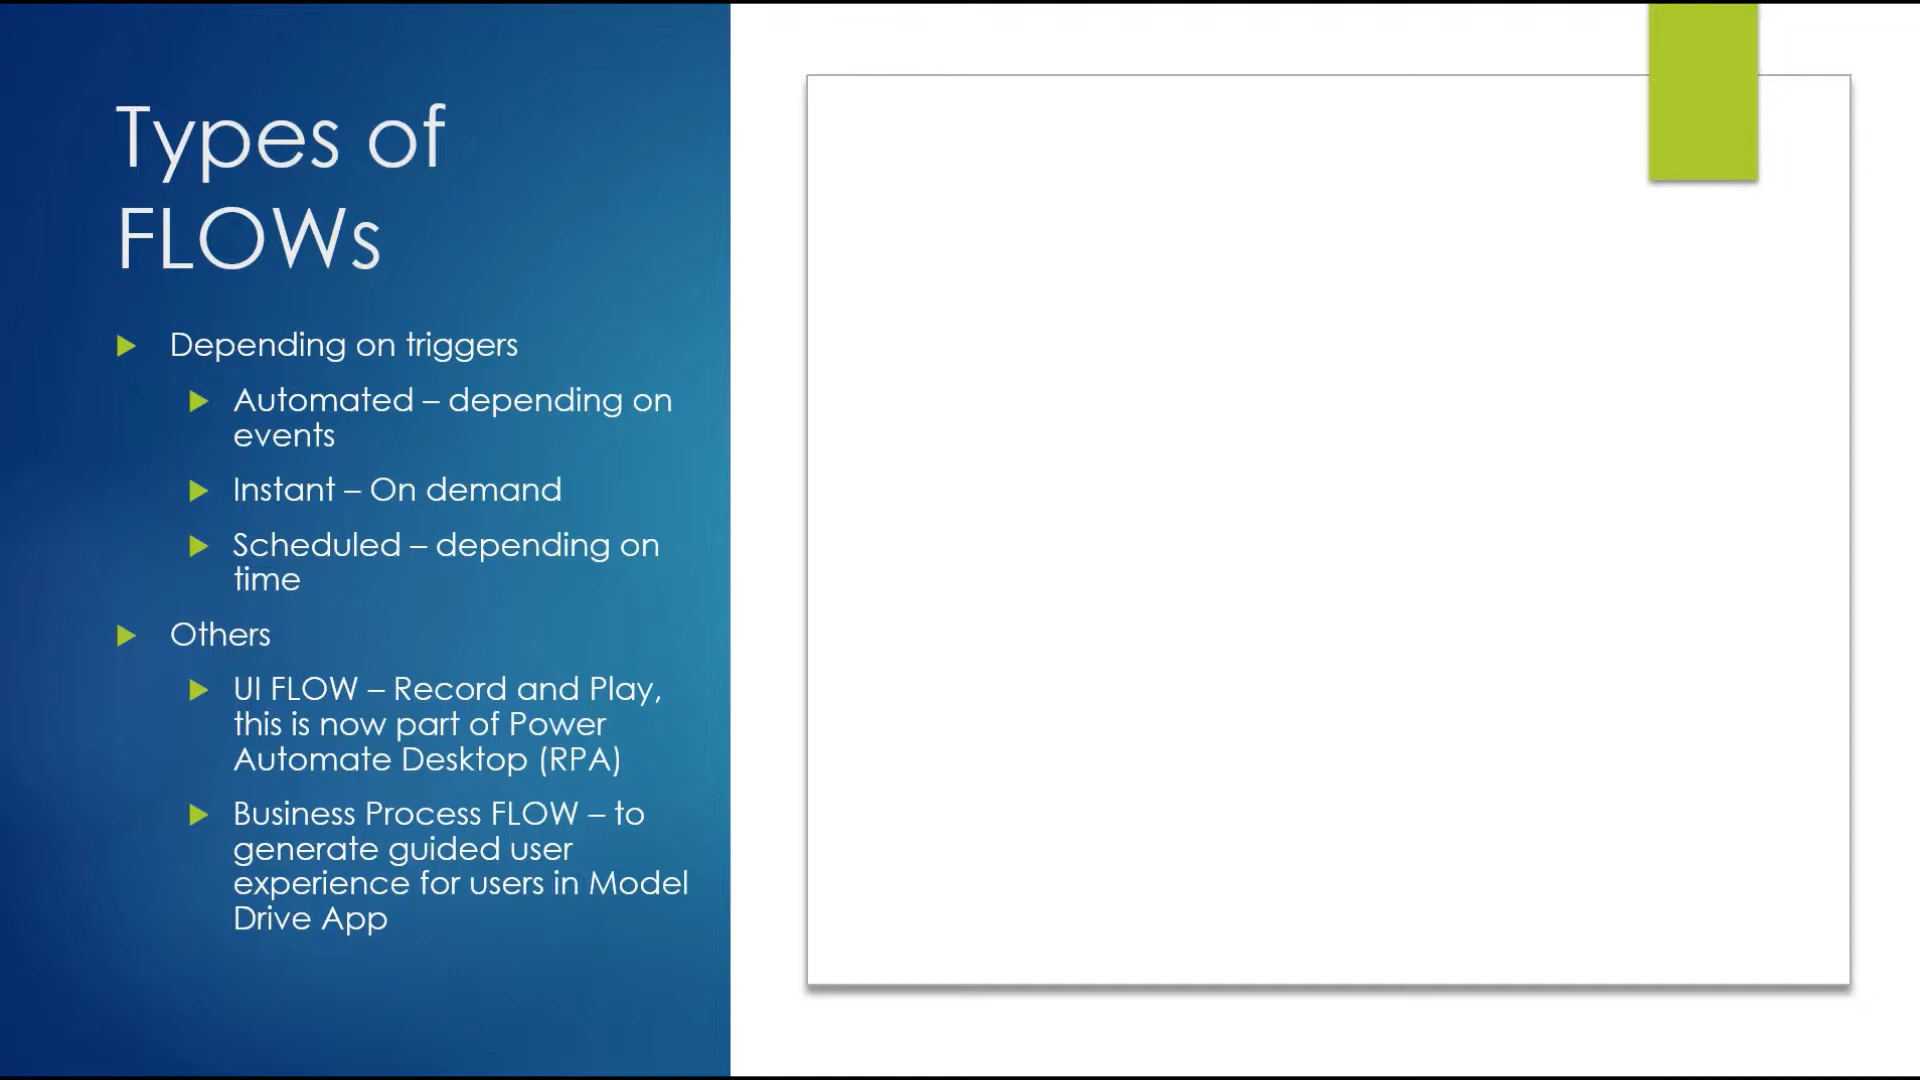 Types of
FLOWs
Depending on triggers
Automated – depending on
events
Instant – On demand
Scheduled – depending on
time
Others
UI FLOW – Record and Play,
this is now part of Power
Automate Desktop (RPA)
Business Process FLOW – to
generate guided user
experience for users in Model
Drive App